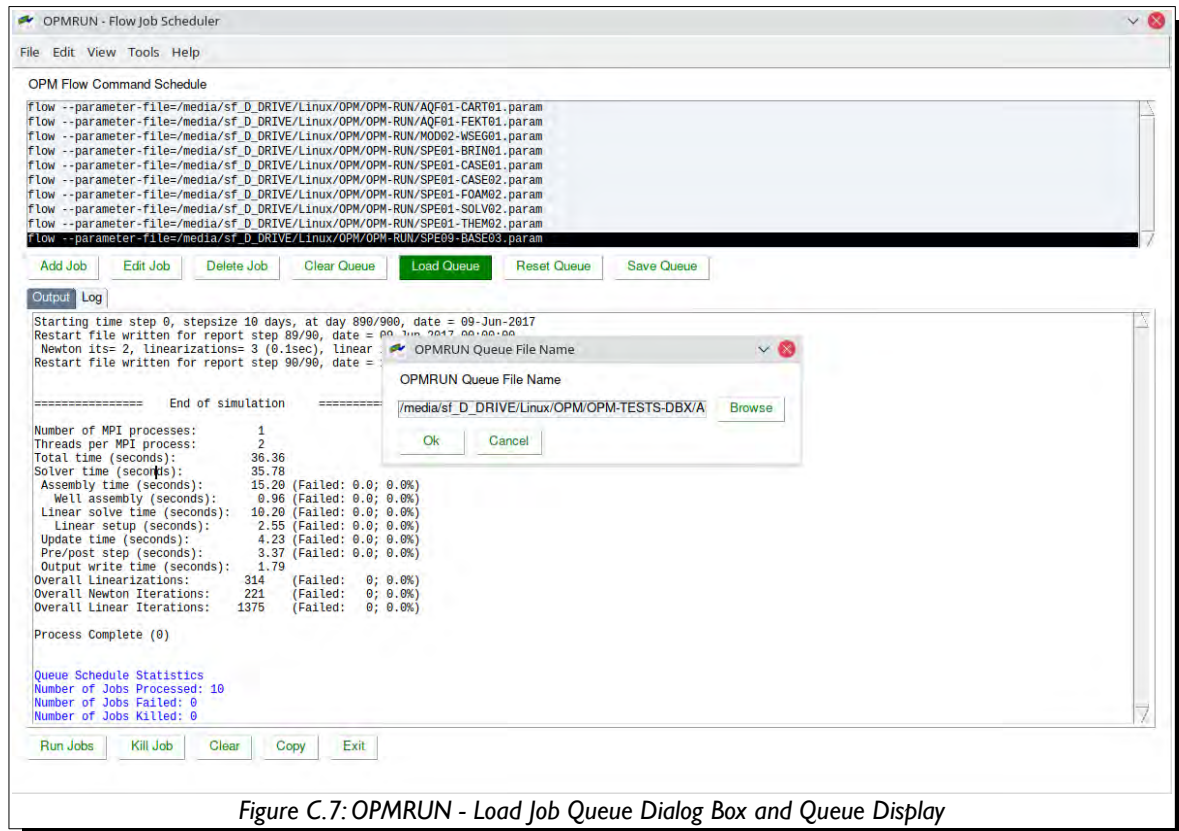 OPMRUN - Flow Job Scheduler
File Edit View Tools Help
OPM Flow Command Schedule
flow --parameter-file=/media/sf_D_DRIVE/Linux/OPM/OPM-RUN/AQF01-CART01.param
flow --parameter-file=/media/sf_D_DRIVE/Linux/OPM/OPM-RUN/AQF01-FEKT01.param
flow --parameter-file=/media/sf_D_DRIVE/Linux/OPM/OPM-RUN/MOD02-WSEG01.param
flow --parameter-file=/media/sf_D_DRIVE/Linux/OPM/OPM-RUN/SPE01-BRIN01.param
flow --parameter-file=/media/sf_D_DRIVE/Linux/OPM/OPM-RUN/SPE01-CASE01.param
flow --parameter-file=/media/sf_D_DRIVE/Linux/OPM/OPM-RUN/SPE01-CASE02.param
flow --parameter-file=/media/sf_D_DRIVE/Linux/OPM/OPM-RUN/SPE01-FOAM02.param
flow --parameter-file=/media/sf_D_DRIVE/Linux/OPM/OPM-RUN/SPE01-SOLV02.param
flow --parameter-file=/media/sf_D_DRIVE/Linux/OPM/OPM-RUN/SPE01-THEM02.param
flow --parameter-file=/media/sf_D_DRIVE/Linux/OPM/OPM-RUN/SPE09-BASE03.param
Add Job Edit Job Delete Job Clear Queue Load Queue Reset Queue Save Queue
Output Log
Starting time step 0, stepsize 10 days, at day 890/900, date = 09-Jun-2017
Restart file written for report step 89/90, date = 09-Jun-2017 00:00:00
Newton its= 2, linearizations= 3 (0.1sec), linear
Restart file written for report step 90/90, date =
OPMRUN Queue File Name
OPMRUN Queue File Name
/media/sf_D_DRIVE/Linux/OPM/OPM-TESTS-DBX/A Browse
Ok Cancel
================ End of simulation ==========
Number of MPI processes: 1
Threads per MPI process: 2
Total time (seconds): 36.36
Solver time (seconds): 35.78
Assembly time (seconds): 15.20 (Failed: 0.0; 0.0%)
Well assembly (seconds): 0.96 (Failed: 0.0; 0.0%)
Linear solve time (seconds): 10.20 (Failed: 0.0; 0.0%)
Linear setup (seconds): 2.55 (Failed: 0.0; 0.0%)
Update time (seconds): 4.23 (Failed: 0.0; 0.0%)
Pre/post step (seconds): 3.37 (Failed: 0.0; 0.0%)
Output write time (seconds): 1.79
Overall Linearizations: 314 (Failed: 0; 0.0%)
Overall Newton Iterations: 221 (Failed: 0; 0.0%)
Overall Linear Iterations: 1375 (Failed: 0; 0.0%)
Process Complete (0)
Queue Schedule Statistics
Number of Jobs Processed: 10
Number of Jobs Failed: 0
Number of Jobs Killed: 0
Run Jobs Kill Job Clear Copy Exit
Figure C.7: OPMRUN - Load Job Queue Dialog Box and Queue Display